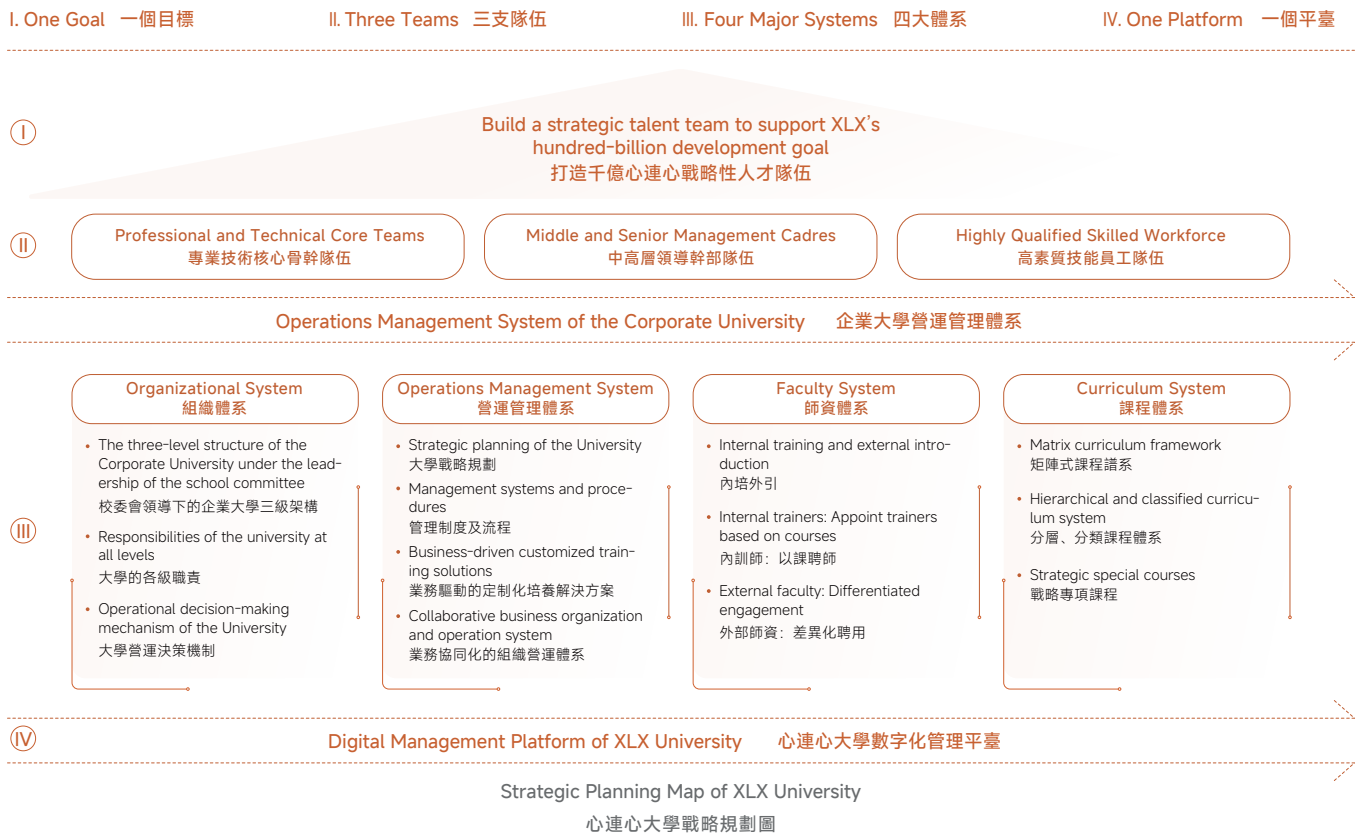 I. One Goal 一個目標
II. Three Teams 三支隊伍
III. Four Major Systems 四大體系
IV. One Platform 一個平臺
I
Build a strategic talent team to support XLX's
hundred-billion development goal
打造千億心連心戰略性人才隊伍
II
Professional and Technical Core Teams
專業技術核心骨幹隊伍
Middle and Senior Management Cadres
中高層領導幹部隊伍
Highly Qualified Skilled Workforce
高素質技能員工隊伍
Operations Management System of the Corporate University 企業大學營運管理體系
III
Organizational System
組織體系
• The three-level structure of the
Corporate University under the lead-
ership of the school committee
校委會領導下的企業大學三級架構
• Responsibilities of the university at
all levels
大學的各級職責
• Operational decision-making
mechanism of the University
大學營運決策機制
Operations Management System
營運管理體系
• Strategic planning of the University
大學戰略規劃
• Management systems and proce-
dures
管理制度及流程
• Business-driven customized train-
ing solutions
業務驅動的定制化培養解決方案
• Collaborative business organization
and operation system
業務協同化的組織營運體系
Faculty System
師資體系
• Internal training and external intro-
duction
內培外引
• Internal trainers: Appoint trainers
based on courses
內訓師：以課聘師
• External faculty: Differentiated
engagement
外部師資：差異化聘用
Curriculum System
課程體系
• Matrix curriculum framework
矩陣式課程譜系
• Hierarchical and classified curricu-
lum system
分層、分類課程體系
• Strategic special courses
戰略專項課程
IV
Digital Management Platform of XLX University 心連心大學數字化管理平臺
Strategic Planning Map of XLX University
心連心大學戰略規劃圖